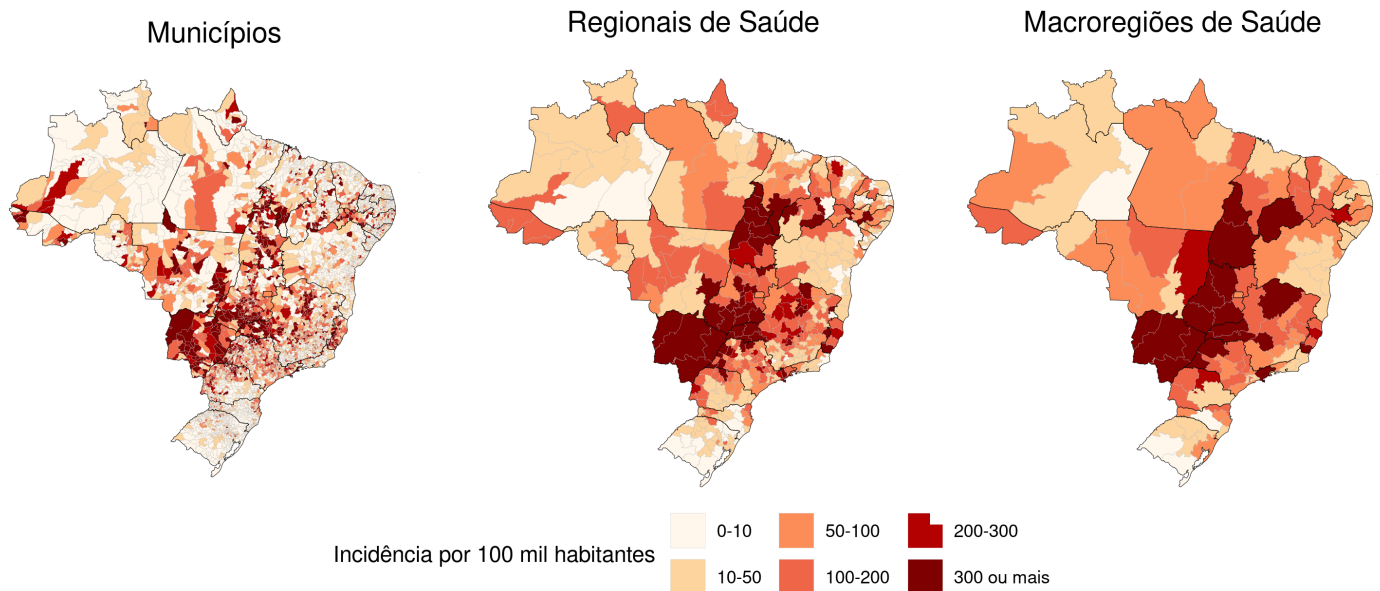 Municípios
Regionais de Saúde
Macroregiões de Saúde
Incidência por 100 mil habitantes
0-10
50-100
200-300
10-50
100-200
300 ou mais